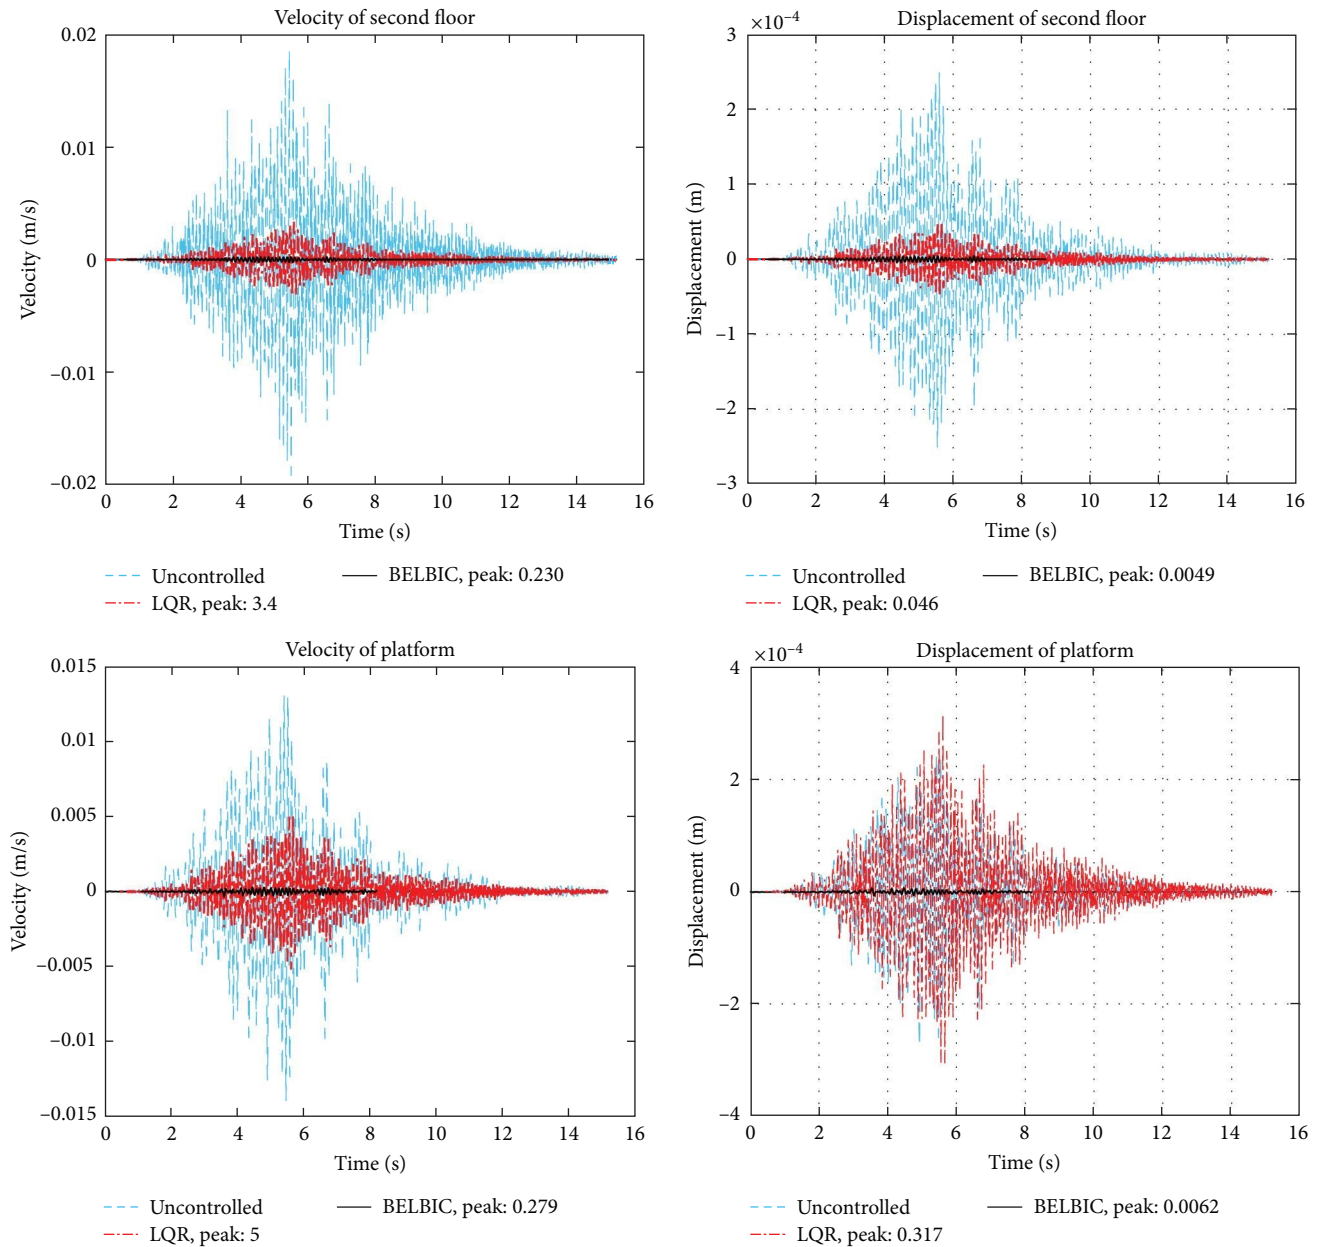 Velocity of second floor
0.02
0.01
0
−0.01
−0.02
Velocity (m/s)
0 2 4 6 8 10 12 14 16
Time (s)
Uncontrolled
LQR, peak: 3.4
BELBIC, peak: 0.230
Displacement of second floor
×10−4
3
2
1
0
−1
−2
−3
Displacement (m)
0 2 4 6 8 10 12 14 16
Time (s)
Uncontrolled
LQR, peak: 0.046
BELBIC, peak: 0.0049
Velocity of platform
0.015
0.01
0.005
0
−0.005
−0.01
−0.015
Velocity (m/s)
0 2 4 6 8 10 12 14 16
Time (s)
Uncontrolled
LQR, peak: 5
BELBIC, peak: 0.279
Displacement of platform
×10−4
4
2
0
−2
−4
Displacement (m)
0 2 4 6 8 10 12 14 16
Time (s)
Uncontrolled
LQR, peak: 0.317
BELBIC, peak: 0.0062